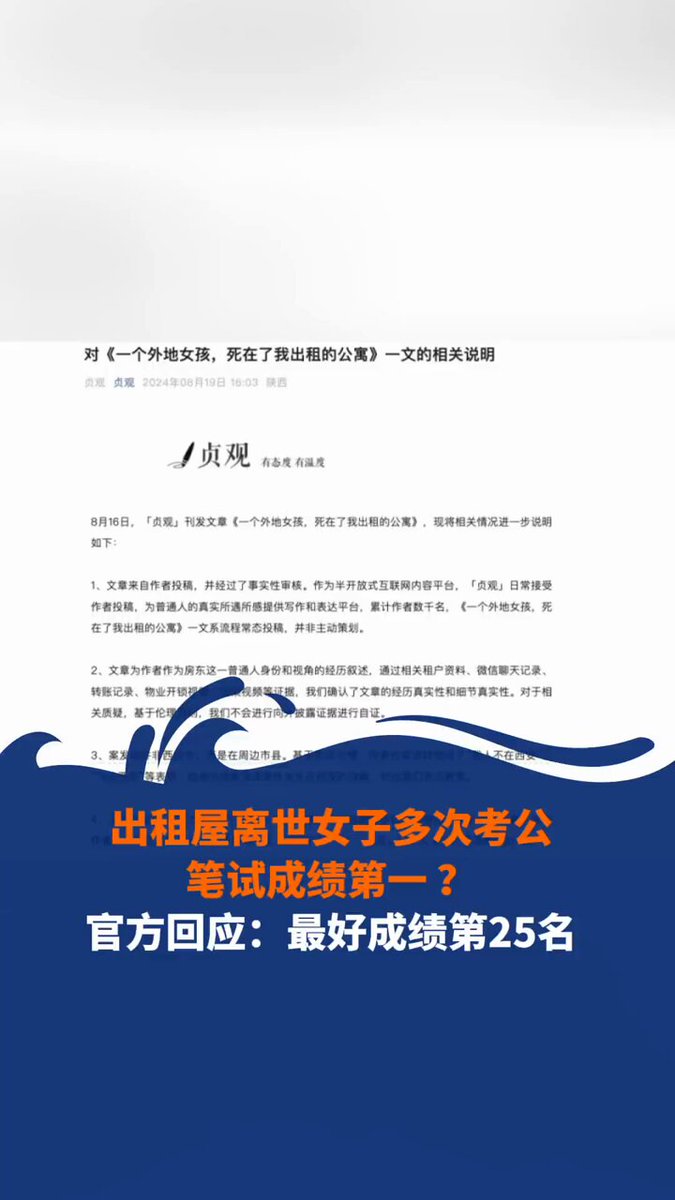 对《一个外地女孩，死在了我出租的公寓》一文的相关说明
贞观 贞观 2024年08月19日 16:03 陕西
贞观 有态度 有温度
8月16日，「贞观」刊发文章《一个外地女孩，死在了我出租的公寓》，现将相关情况进一步说明
如下：
1、文章来自作者投稿，并经过了事实性审核。作为半开放式互联网内容平台，「贞观」日常接受
作者投稿，为普通人的真实所遇所感提供写作和表达平台，累计作者数千名，《一个外地女孩，死
在了我出租的公寓》一文系流程常态投稿，并非主动策划。
2、文章为作者作为房东这一普通人身份和视角的经历叙述，通过相关租户资料、微信聊天记录、
转账记录、物业开锁视 视频等证据，我们确认了文章的经历真实性和细节真实性。对于相
关质疑，基于伦理 ，我们不会进行向外披露证据进行自证。
3、案发 非西 是在周边市县。基
等表
出租屋离世女子多次考公
笔试成绩第一？
官方回应：最好成绩第25名